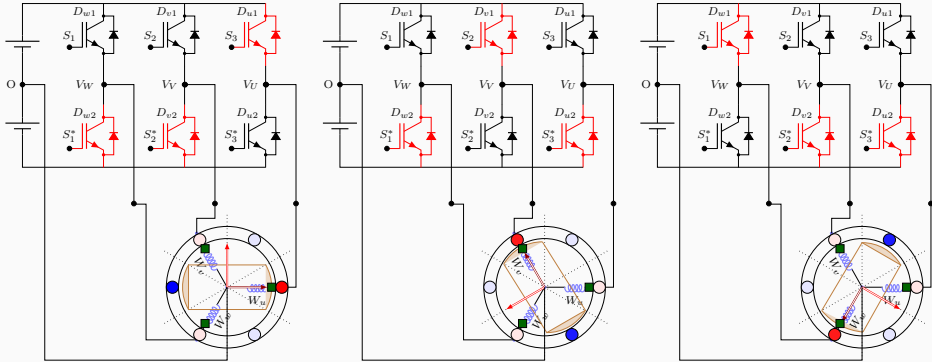 D_{w1} D_{v1} D_{u1} D_{w1} D_{v1} D_{u1} D_{w1} D_{v1} D_{u1}
S_1 S_2 S_3 S_1 S_2 S_3 S_1 S_2 S_3
O V_W V_V V_U O V_W V_V V_U O V_W V_V V_U
D_{w2} D_{v2} D_{u2} D_{w2} D_{v2} D_{u2} D_{w2} D_{v2} D_{u2}
S_1^* S_2^* S_3^* S_1^* S_2^* S_3^* S_1^* S_2^* S_3^*
W_v W_v W_v
W_u W_u W_u
W_w W_w W_w